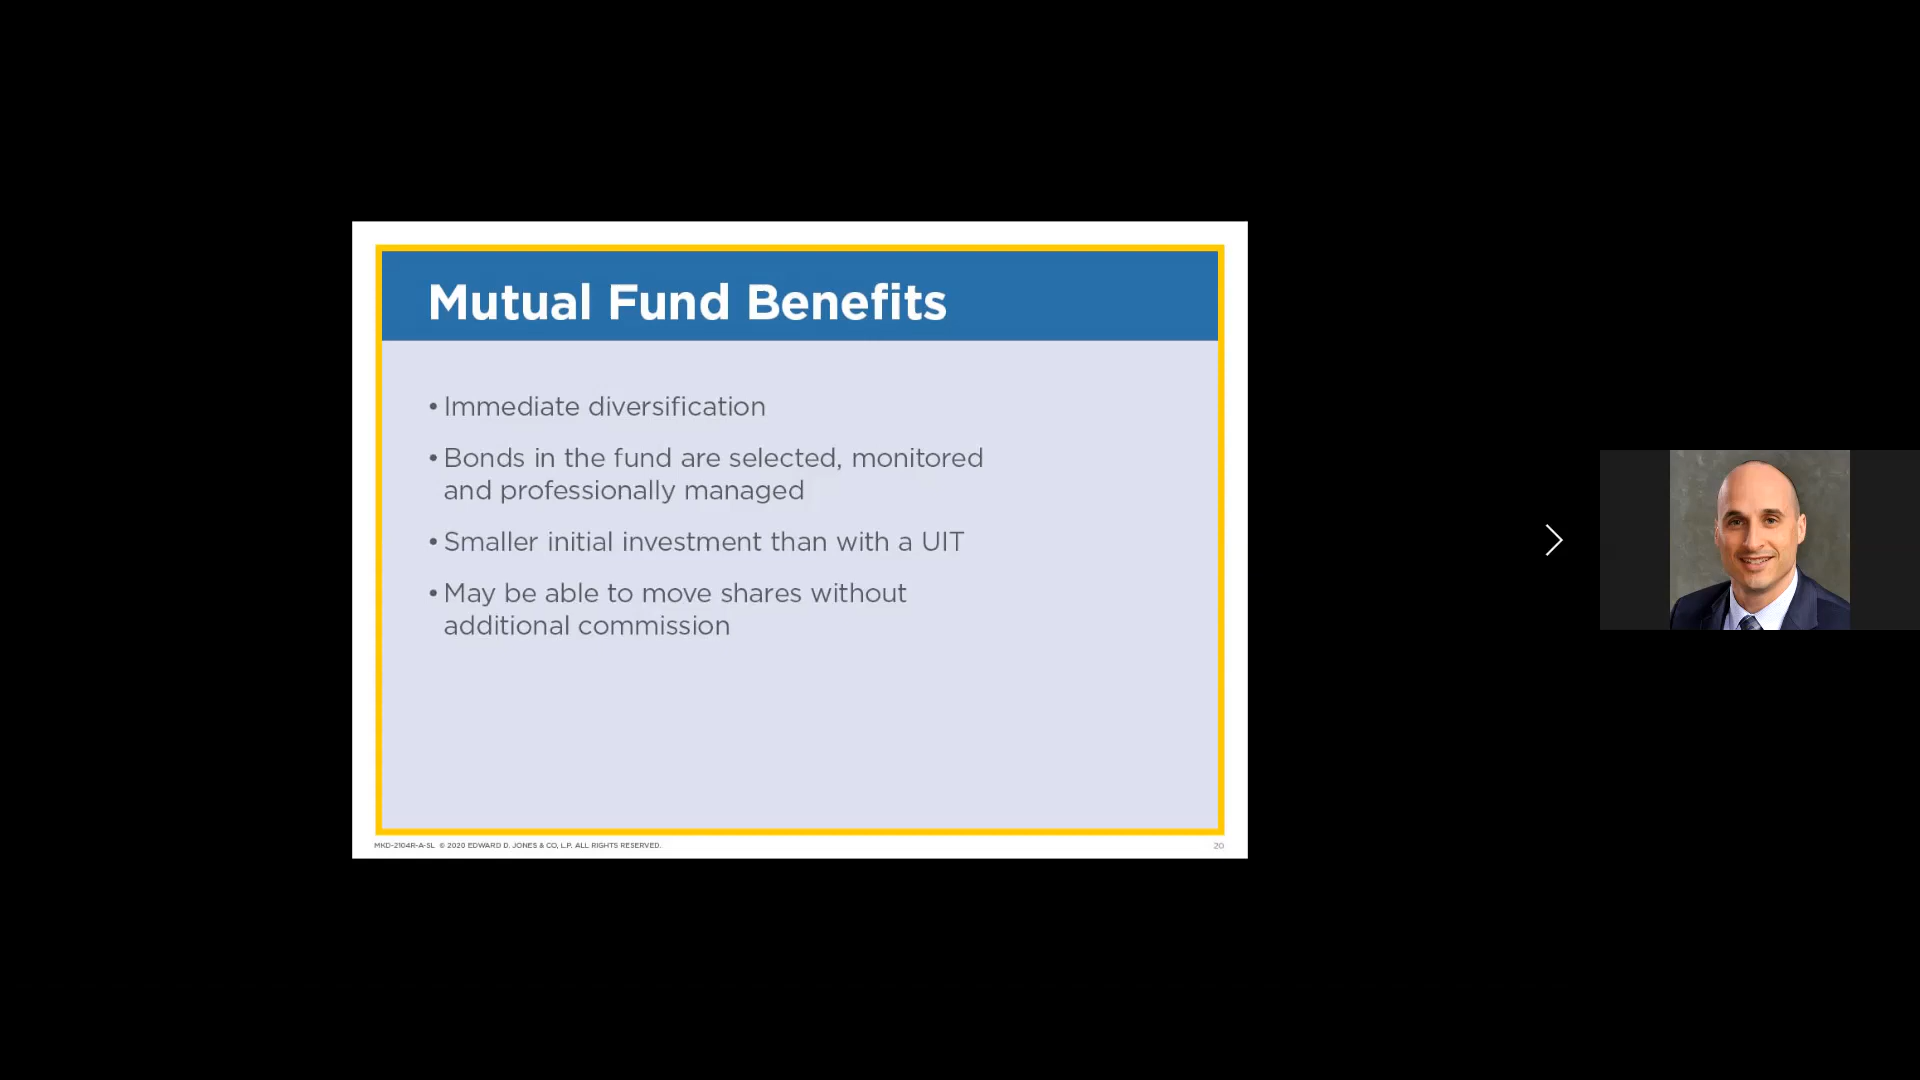 Mutual Fund Benefits
• Immediate diversification
• Bonds in the fund are selected, monitored
and professionally managed
• Smaller initial investment than with a UIT
• May be able to move shares without
additional commission
MKD-2104R-A-SL © 2020 EDWARD D. JONES & CO, L.P. ALL RIGHTS RESERVED.
20